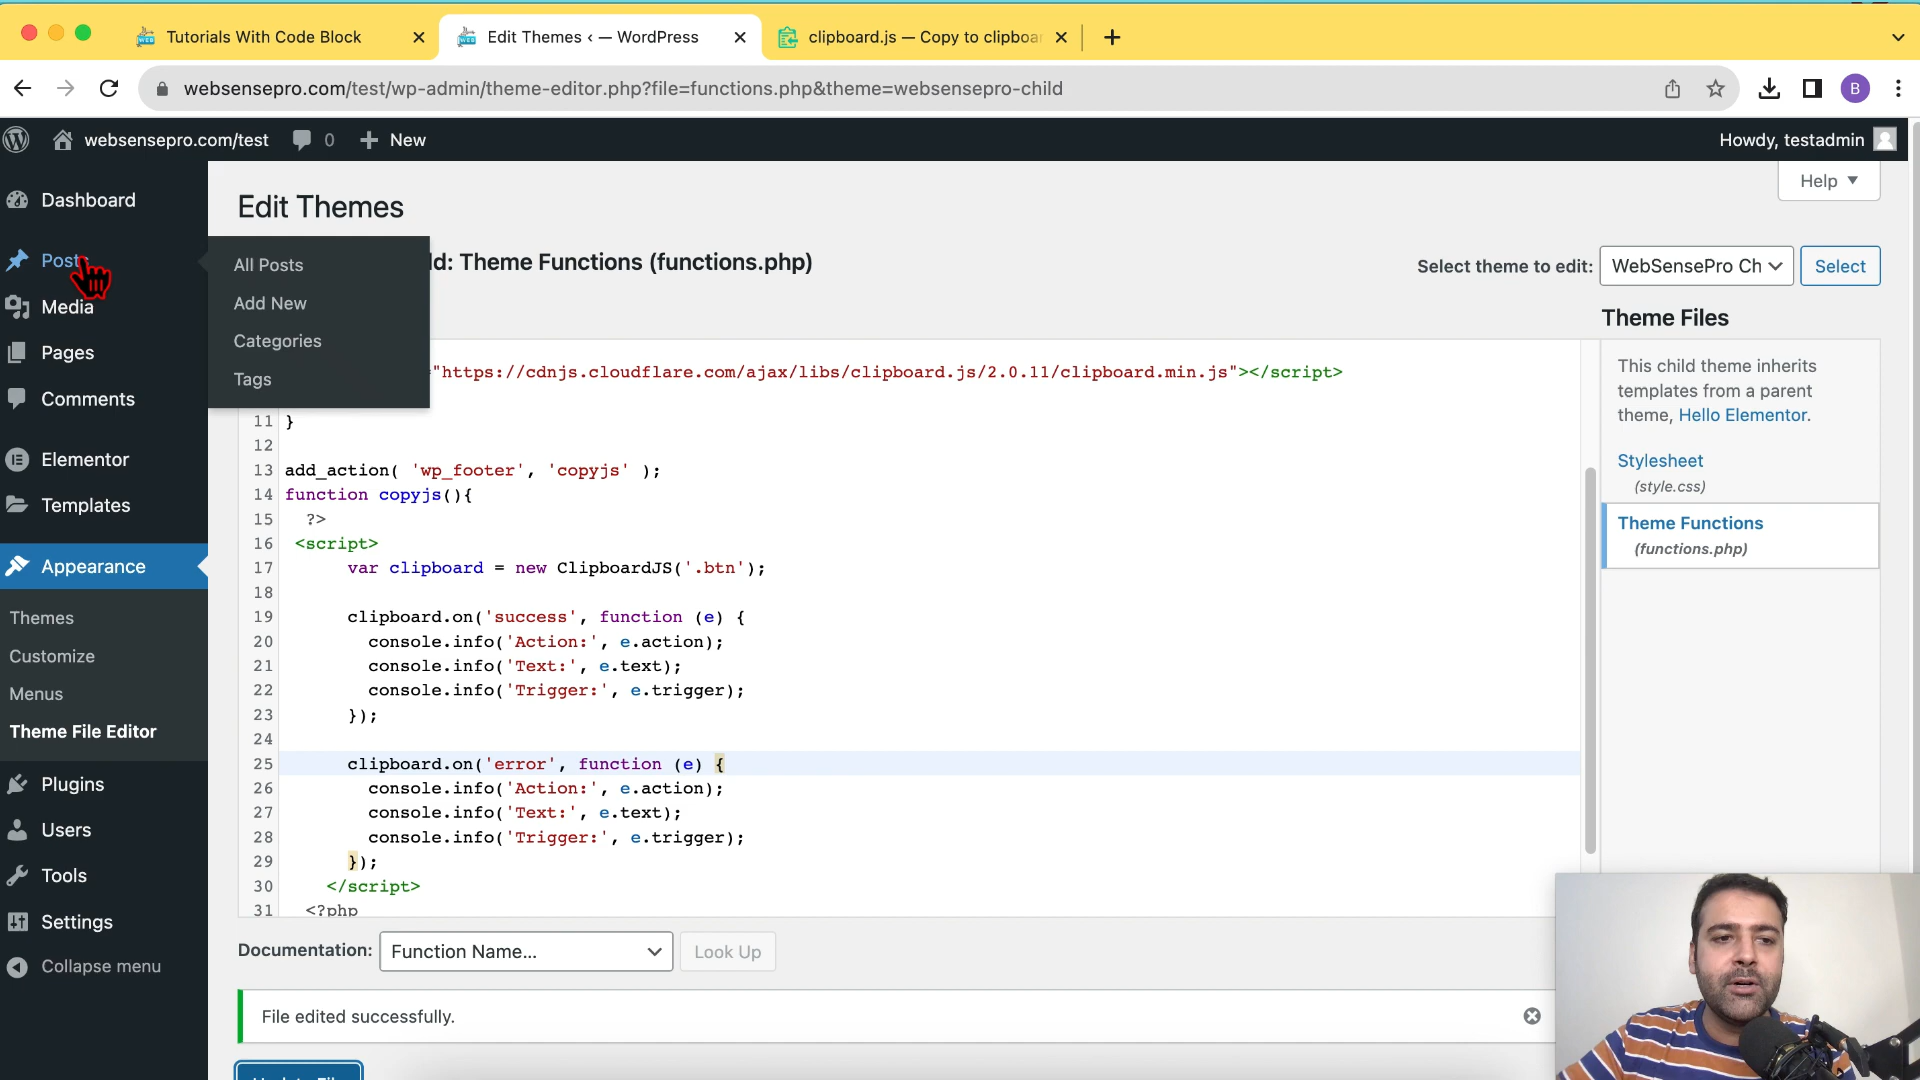 Tutorials With Code Block
Edit Themes ‹ — WordPress
clipboard.js — Copy to clipboar
websensepro.com/test/wp-admin/theme-editor.php?file=functions.php&theme=websensepro-child
B
websensepro.com/test
0
New
Howdy, testadmin
Help
Dashboard
Posts
Media
Pages
Comments
Elementor
Templates
Appearance
Themes
Customize
Menus
Theme File Editor
Plugins
Users
Tools
Settings
Collapse menu
All Posts
Add New
Categories
Tags
Edit Themes
ld: Theme Functions (functions.php)
Select theme to edit: WebSensePro Ch Select
="https://cdnjs.cloudflare.com/ajax/libs/clipboard.js/2.0.11/clipboard.min.js"></script>
11 }
12
13 add_action( 'wp_footer', 'copyjs' );
14 function copyjs(){
15 ?>
16 <script>
17 var clipboard = new ClipboardJS('.btn');
18
19 clipboard.on('success', function (e) {
20 console.info('Action:', e.action);
21 console.info('Text:', e.text);
22 console.info('Trigger:', e.trigger);
23 });
24
25 clipboard.on('error', function (e) {
26 console.info('Action:', e.action);
27 console.info('Text:', e.text);
28 console.info('Trigger:', e.trigger);
29 });
30 </script>
31 <?php
Theme Files
This child theme inherits
templates from a parent
theme, Hello Elementor.
Stylesheet
(style.css)
Theme Functions
(functions.php)
Documentation: Function Name... Look Up
File edited successfully.